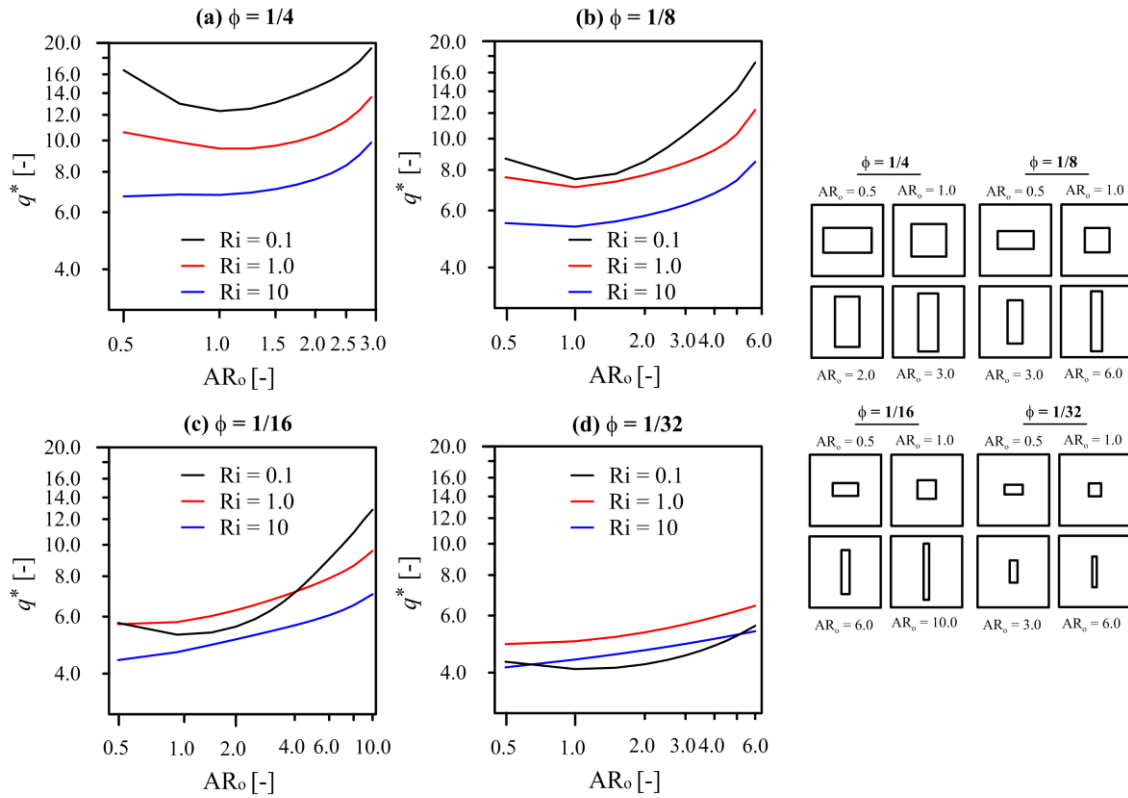 (a) ϕ = 1/4
20.0
16.0
14.0
12.0
10.0
8.0
6.0
4.0
q* [-]
Ri = 0.1
Ri = 1.0
Ri = 10
0.5 1.0 1.5 2.0 2.5 3.0
ARₒ [-]
(b) ϕ = 1/8
20.0
16.0
14.0
12.0
10.0
8.0
6.0
4.0
q* [-]
Ri = 0.1
Ri = 1.0
Ri = 10
0.5 1.0 2.0 3.0 4.0 6.0
ARₒ [-]
ϕ = 1/4
ARₒ = 0.5 ARₒ = 1.0
ARₒ = 2.0 ARₒ = 3.0
ϕ = 1/8
ARₒ = 0.5 ARₒ = 1.0
ARₒ = 3.0 ARₒ = 6.0
(c) ϕ = 1/16
20.0
16.0
14.0
12.0
10.0
8.0
6.0
4.0
q* [-]
Ri = 0.1
Ri = 1.0
Ri = 10
0.5 1.0 2.0 4.0 6.0 10.0
ARₒ [-]
(d) ϕ = 1/32
20.0
16.0
14.0
12.0
10.0
8.0
6.0
4.0
q* [-]
Ri = 0.1
Ri = 1.0
Ri = 10
0.5 1.0 2.0 3.0 4.0 6.0
ARₒ [-]
ϕ = 1/16
ARₒ = 0.5 ARₒ = 1.0
ARₒ = 6.0 ARₒ = 10.0
ϕ = 1/32
ARₒ = 0.5 ARₒ = 1.0
ARₒ = 3.0 ARₒ = 6.0